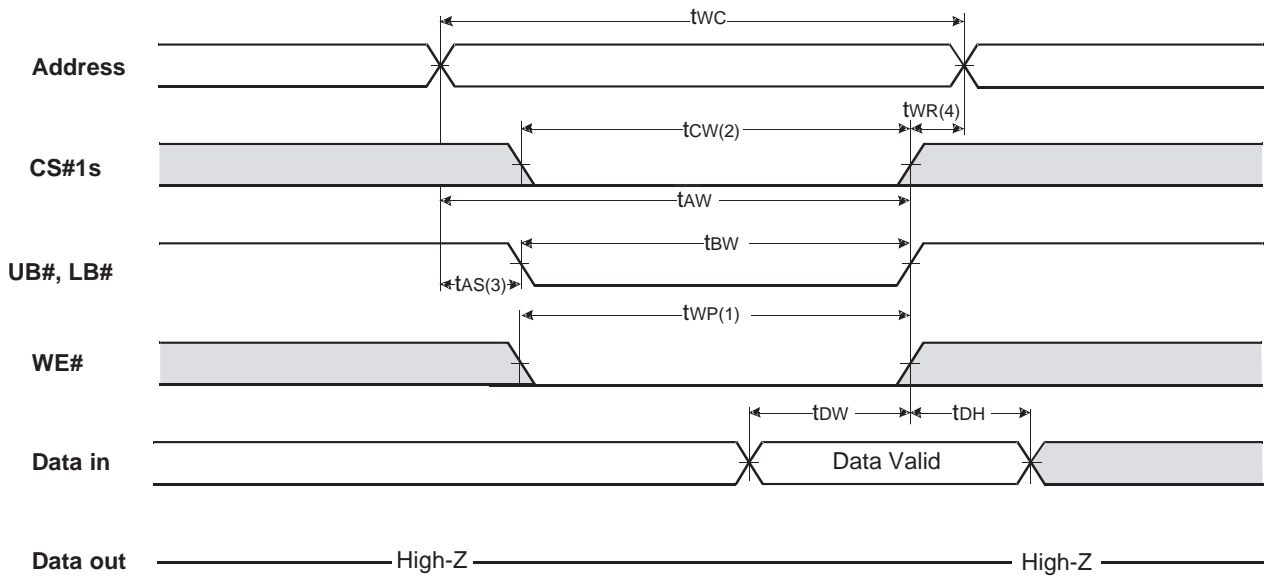 tWC
Address
tWR(4)
tCW(2)
CS#1s
tAW
tBW
UB#, LB#
tAS(3)
tWP(1)
WE#
tDW
tDH
Data in
Data Valid
Data out
High-Z
High-Z